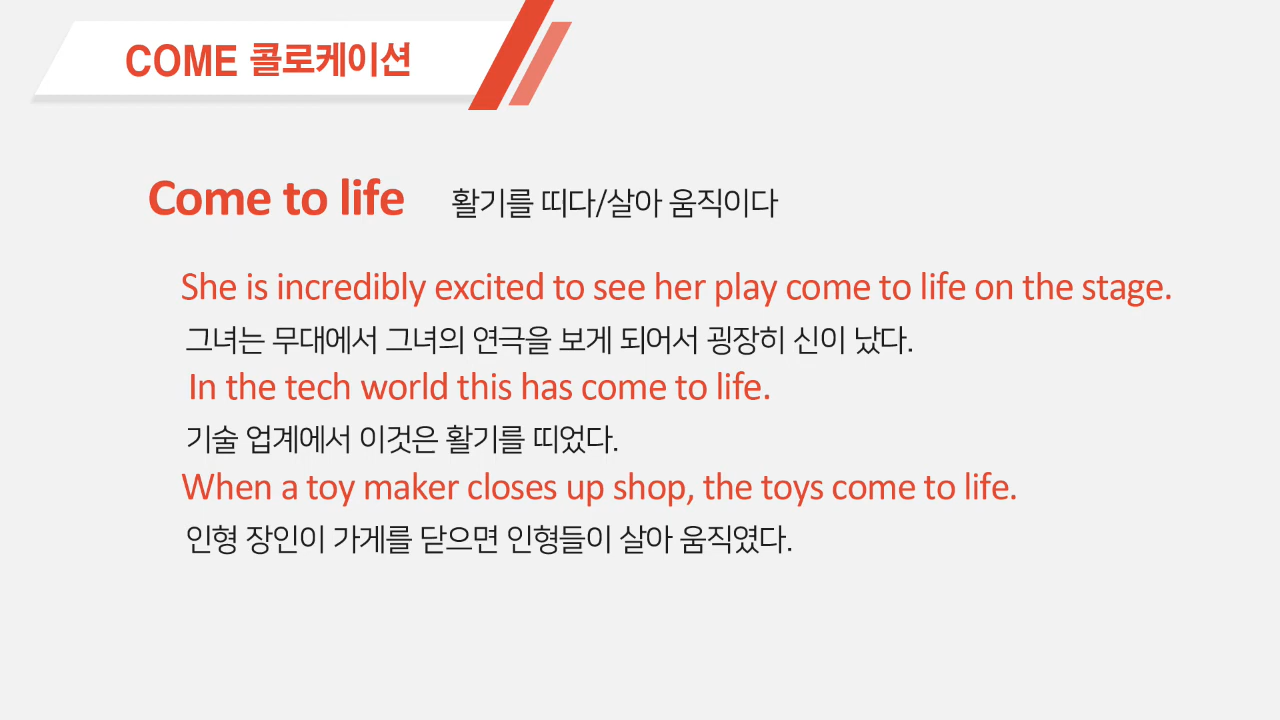 COME 콜로케이션
Come to life 활기를 띠다/살아 움직이다
She is incredibly excited to see her play come to life on the stage.
그녀는 무대에서 그녀의 연극을 보게 되어서 굉장히 신이 났다.
In the tech world this has come to life.
기술 업계에서 이것은 활기를 띠었다.
When a toy maker closes up shop, the toys come to life.
인형 장인이 가게를 닫으면 인형들이 살아 움직였다.